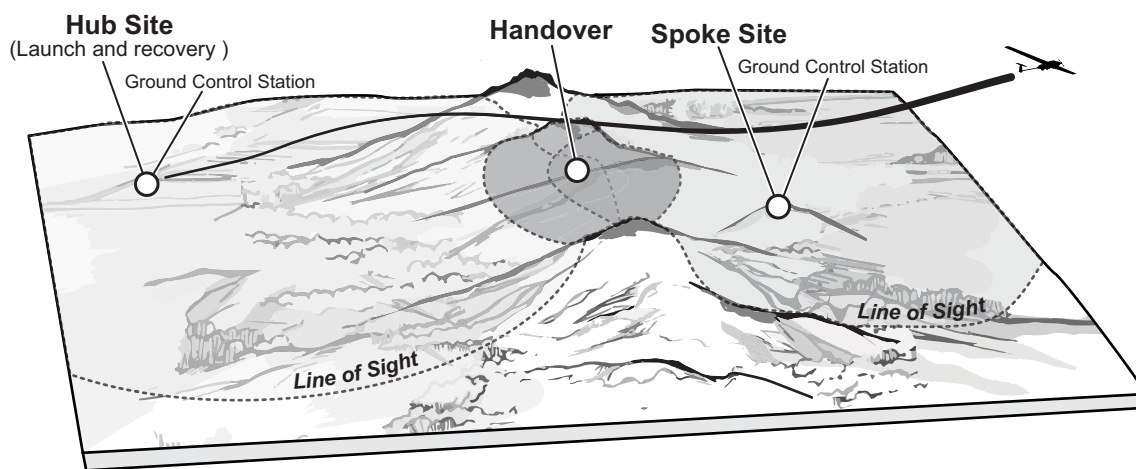 Hub Site
(Launch and recovery )
Ground Control Station
Handover
Spoke Site
Ground Control Station
Line of Sight
Line of Sight